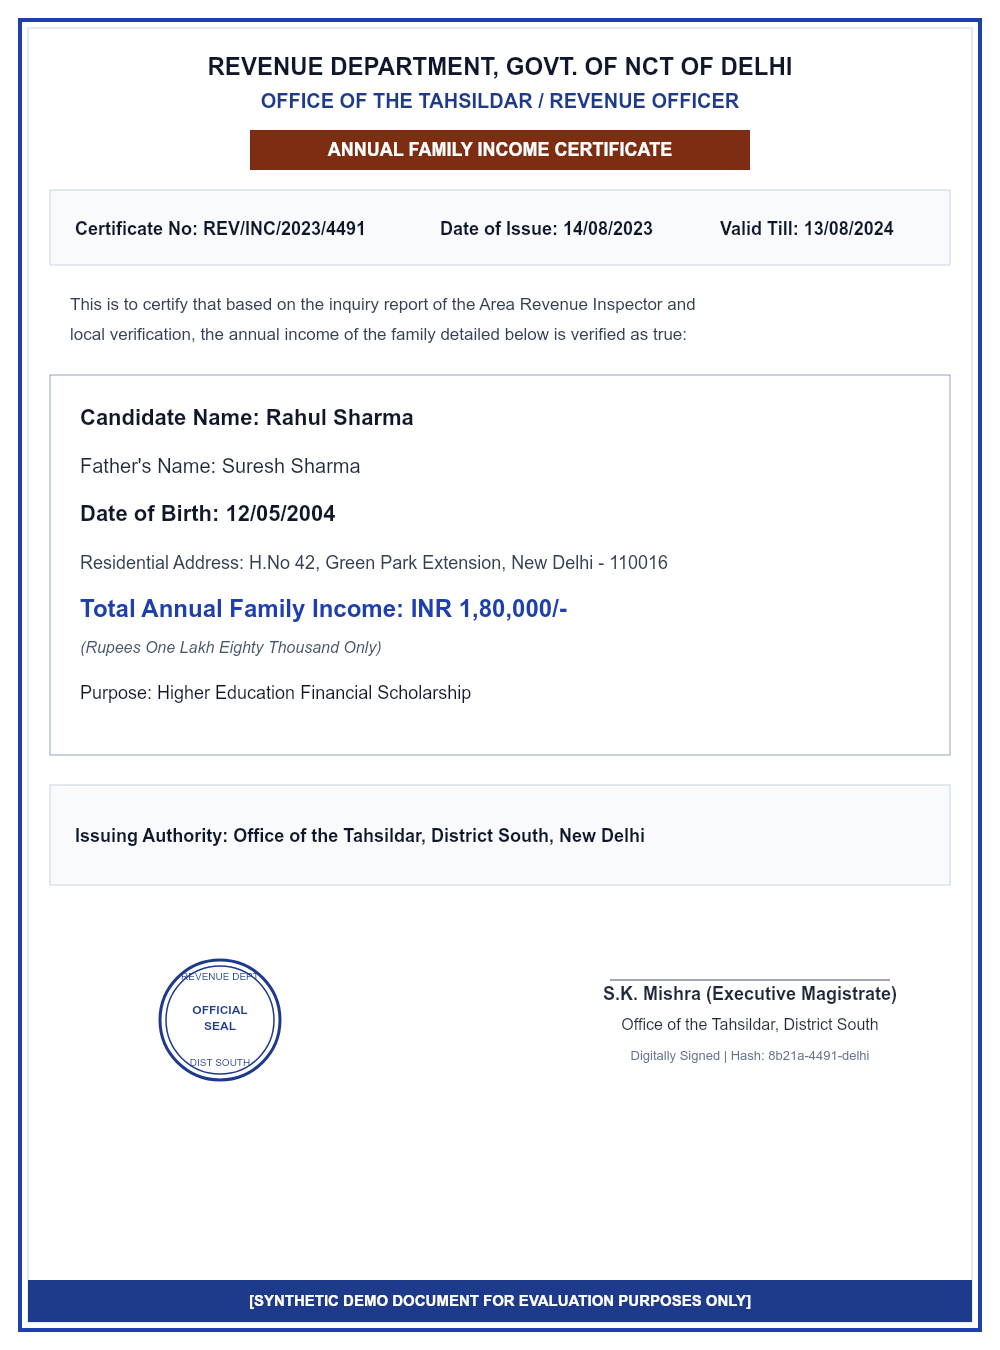 REVENUE DEPARTMENT, GOVT. OF NCT OF DELHI
OFFICE OF THE TAHSILDAR / REVENUE OFFICER
ANNUAL FAMILY INCOME CERTIFICATE
Certificate No: REV/INC/2023/4491 Date of Issue: 14/08/2023 Valid Till: 13/08/2024
This is to certify that based on the inquiry report of the Area Revenue Inspector and
local verification, the annual income of the family detailed below is verified as true:
Candidate Name: Rahul Sharma
Father's Name: Suresh Sharma
Date of Birth: 12/05/2004
Residential Address: H.No 42, Green Park Extension, New Delhi - 110016
Total Annual Family Income: INR 1,80,000/-
(Rupees One Lakh Eighty Thousand Only)
Purpose: Higher Education Financial Scholarship
Issuing Authority: Office of the Tahsildar, District South, New Delhi
REVENUE DEPT
OFFICIAL
SEAL
DIST SOUTH
S.K. Mishra (Executive Magistrate)
Office of the Tahsildar, District South
Digitally Signed | Hash: 8b21a-4491-delhi
[SYNTHETIC DEMO DOCUMENT FOR EVALUATION PURPOSES ONLY]